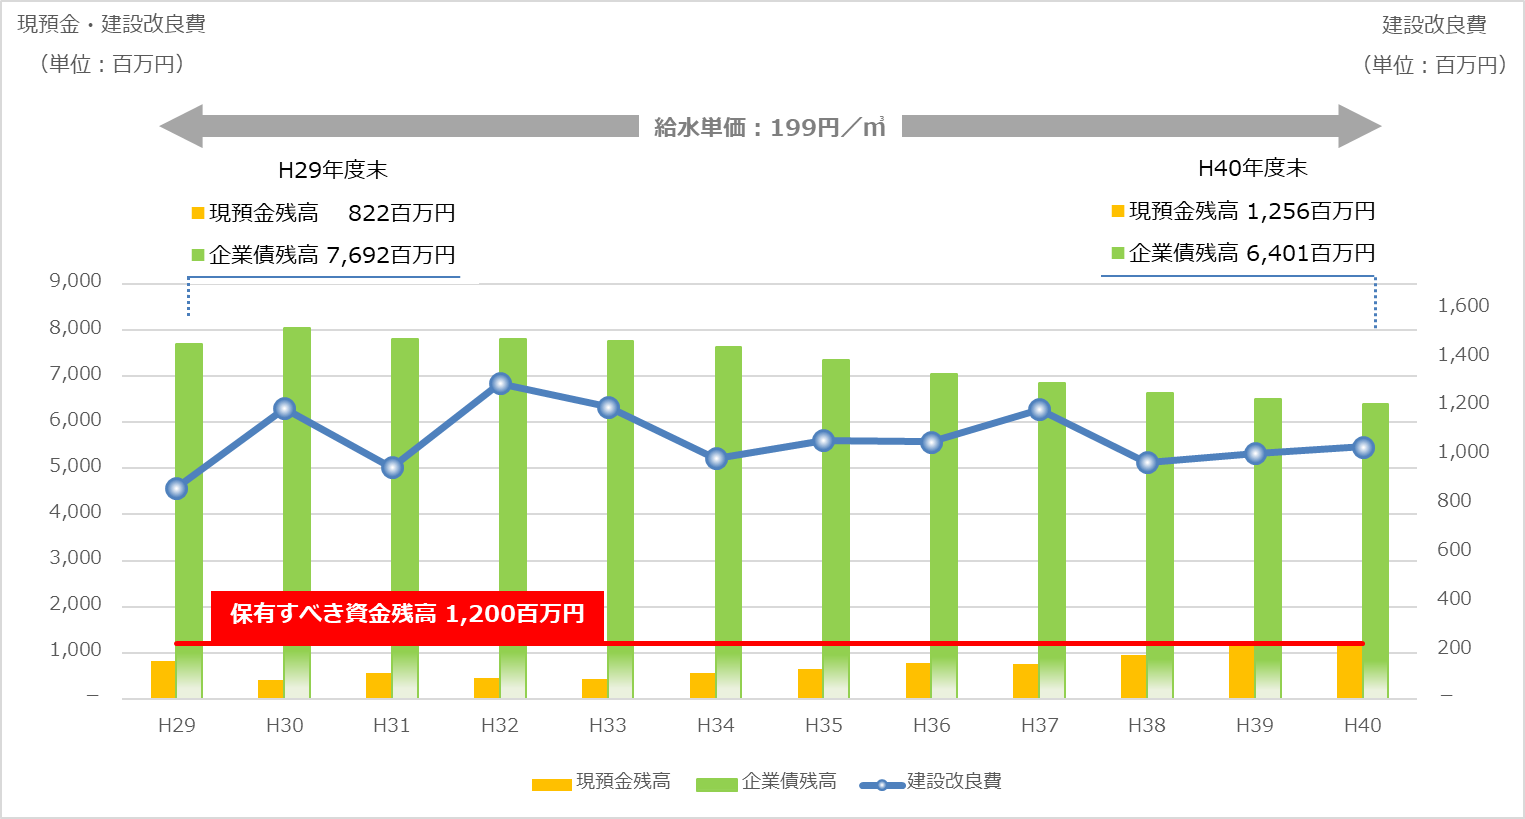 現預金・建設改良費
（単位：百万円）
建設改良費
（単位：百万円）
給水単価：199円／㎥
H29年度末
現預金残高 822百万円
企業債残高 7,692百万円
H40年度末
現預金残高 1,256百万円
企業債残高 6,401百万円
9,000
8,000
7,000
6,000
5,000
4,000
3,000
2,000
1,000
–
1,600
1,400
1,200
1,000
800
600
400
200
–
保有すべき資金残高 1,200百万円
H29 H30 H31 H32 H33 H34 H35 H36 H37 H38 H39 H40
現預金残高 企業債残高 建設改良費